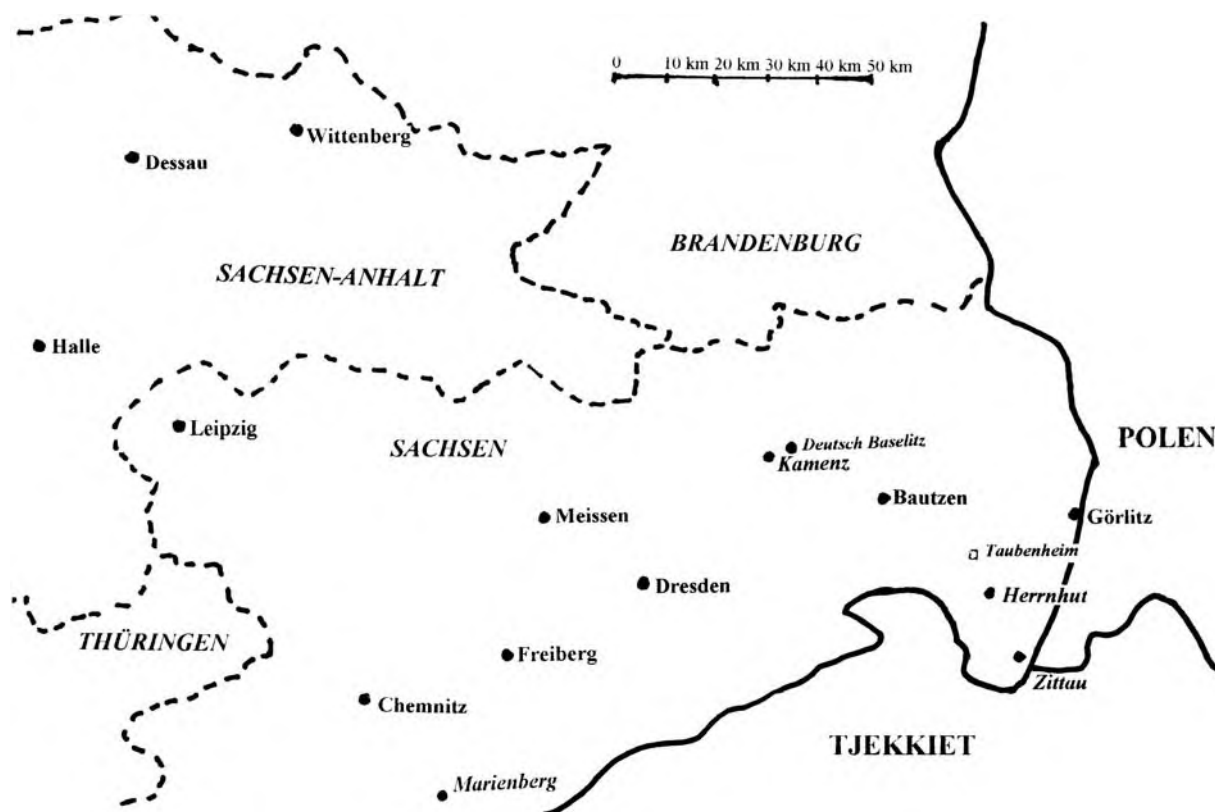 0 10 km 20 km 30 km 40 km 50 km
Wittenberg
Dessau
BRANDENBURG
SACHSEN-ANHALT
Halle
Leipzig
SACHSEN
POLEN
Deutsch Baselitz
Kamenz
Bautzen
Meissen
Görlitz
Taubenheim
Dresden
Herrnhut
THÜRINGEN
Freiberg
Zittau
Chemnitz
TJEKKIET
Marienberg